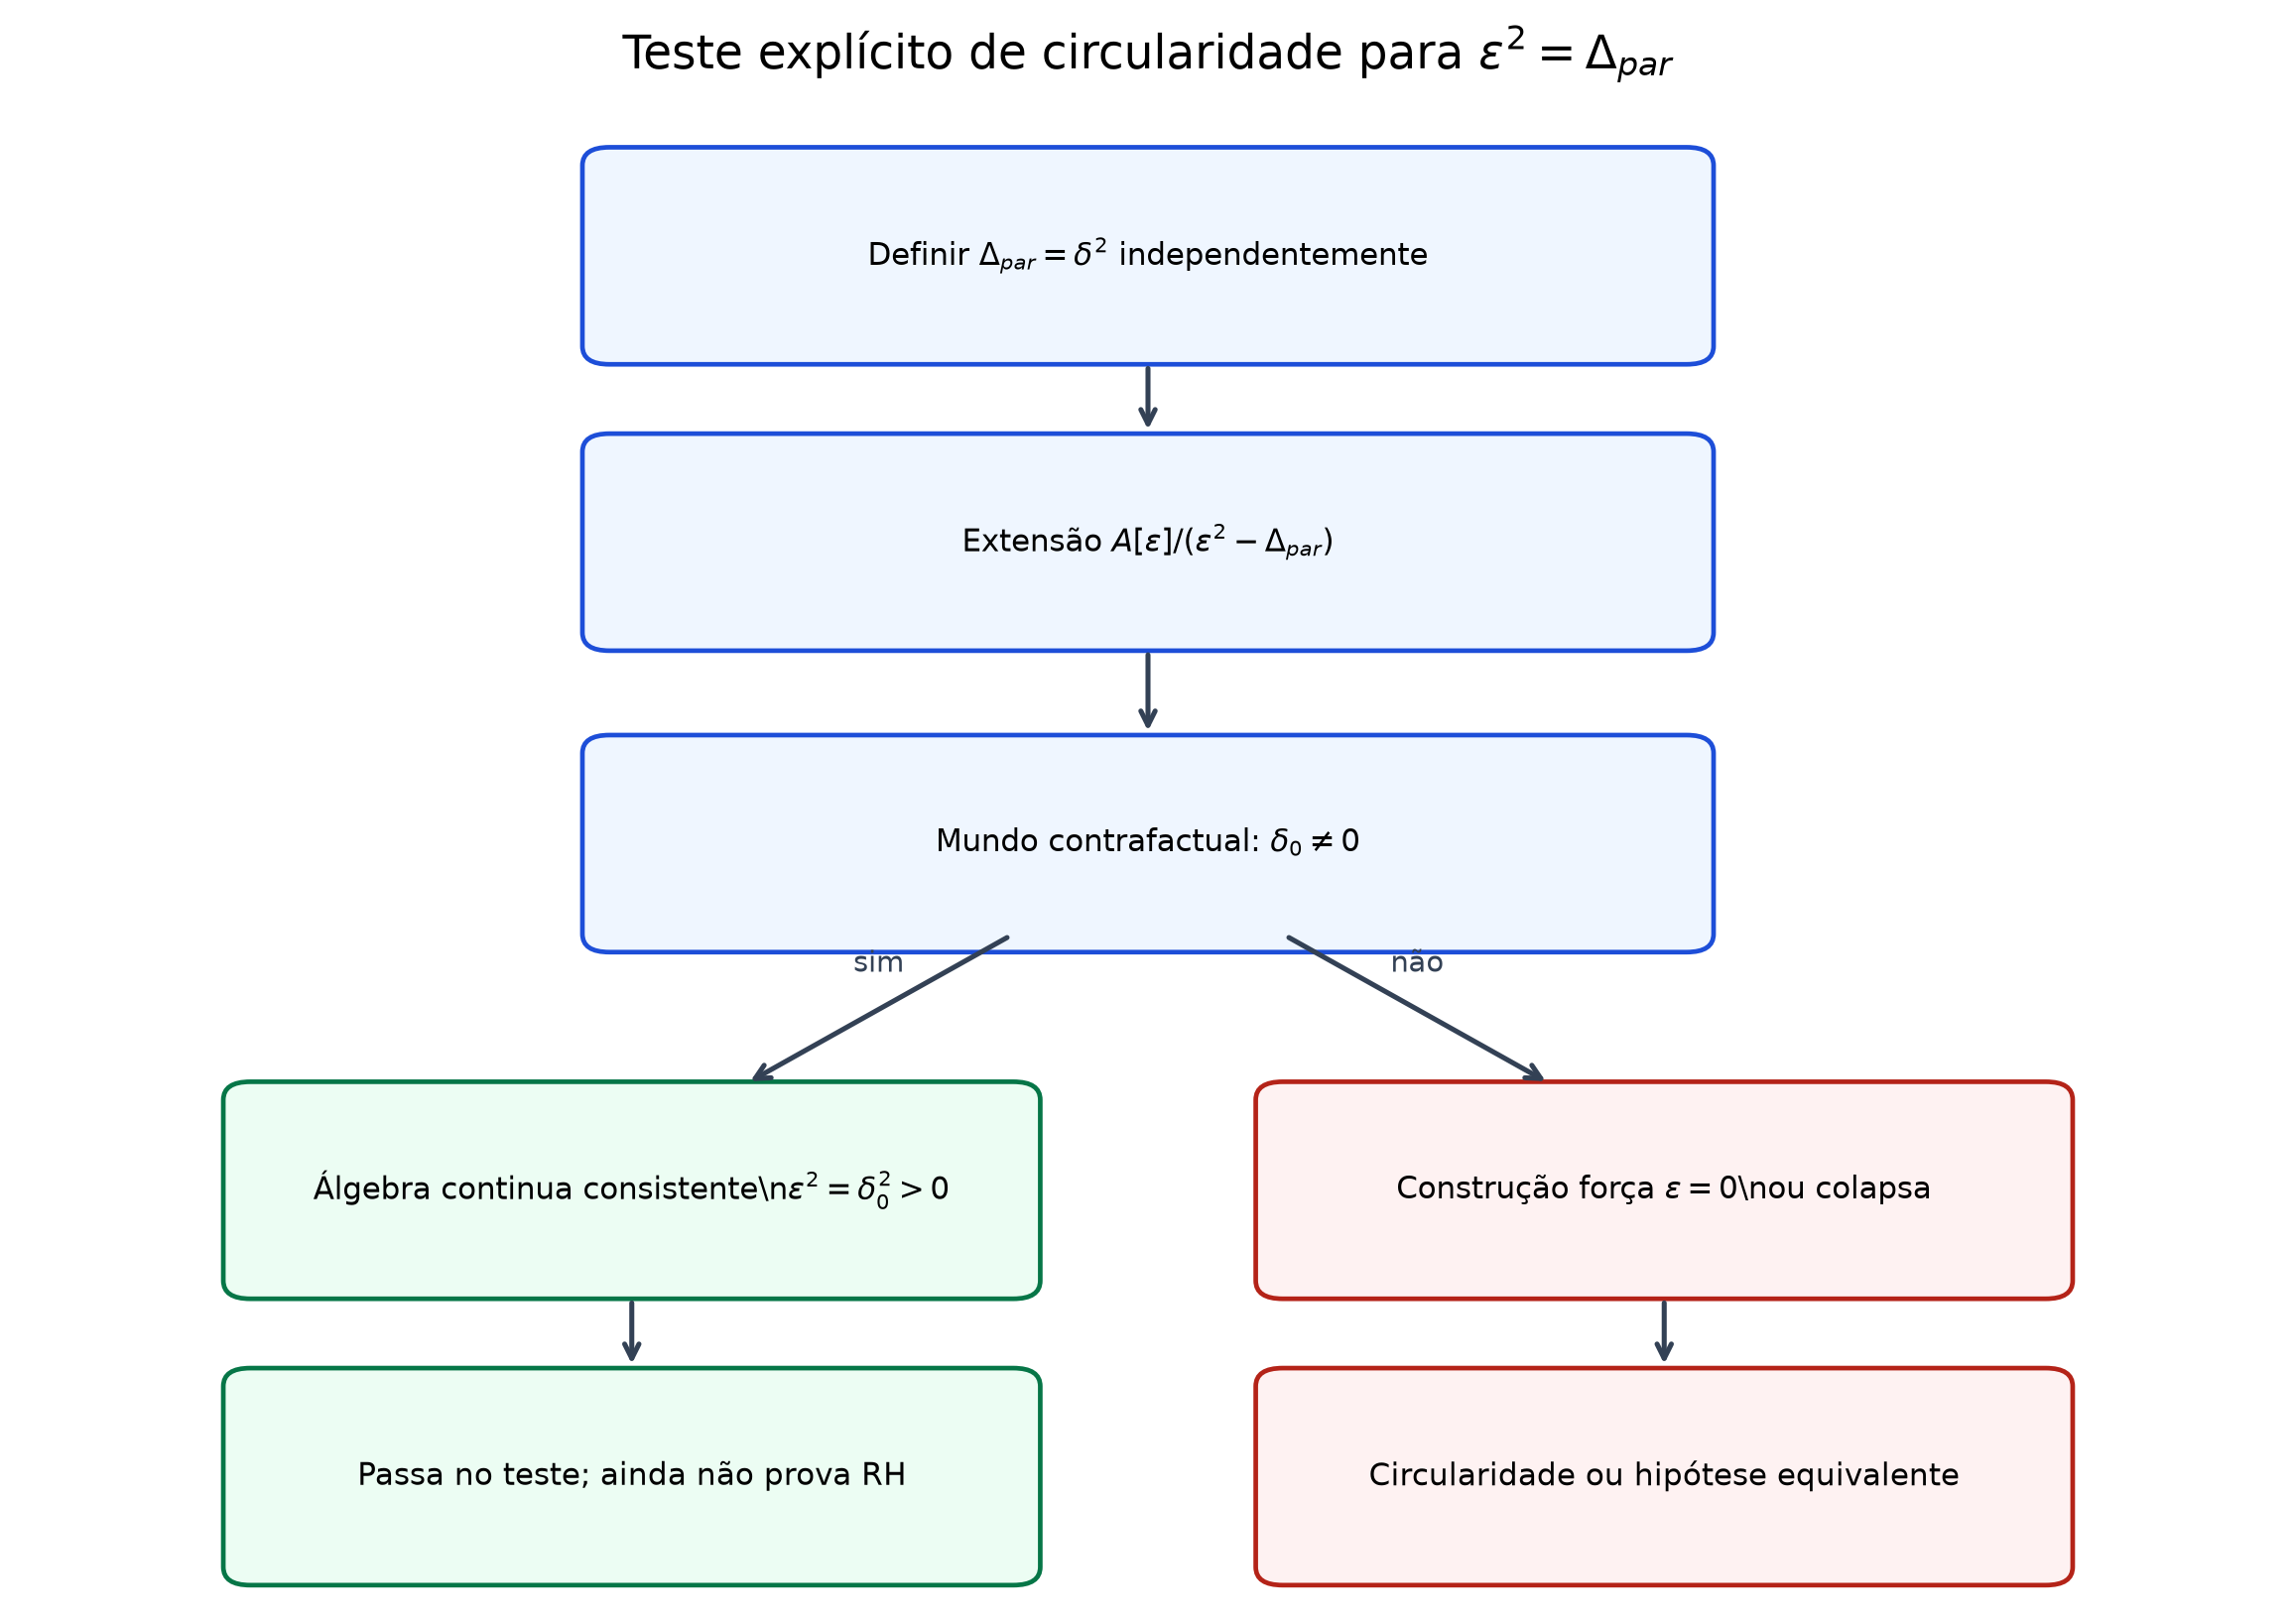 Teste explícito de circularidade para ε² = Δ_par
Definir Δ_par = δ² independentemente
Extensão A[ε]/(ε² − Δ_par)
Mundo contrafactual: δ₀ ≠ 0
sim
não
Álgebra continua consistente\nε² = δ₀² > 0
Construção força ε = 0\nou colapsa
Passa no teste; ainda não prova RH
Circularidade ou hipótese equivalente